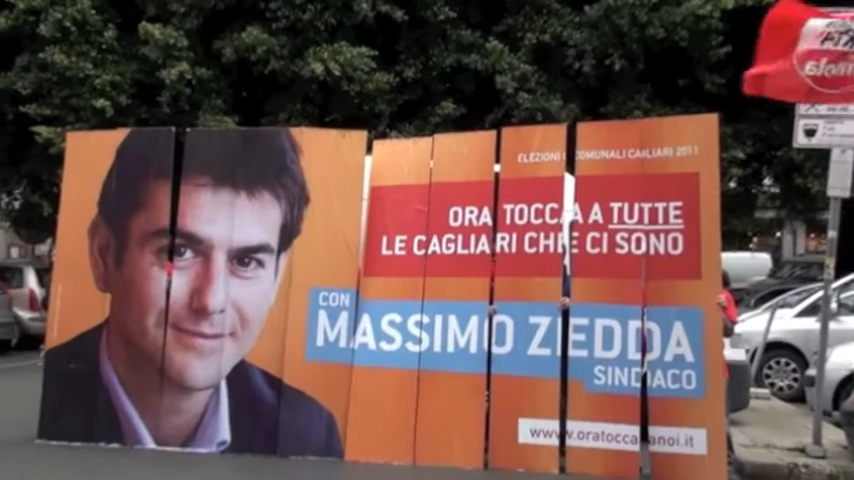 ELEZIONI COMUNALI CAGLIARI 2011
ORA TOCCA A TUTTE
LE CAGLIARI CHE CI SONO
CON
MASSIMO ZEDDA
SINDACO
www.oratoccaanoi.it